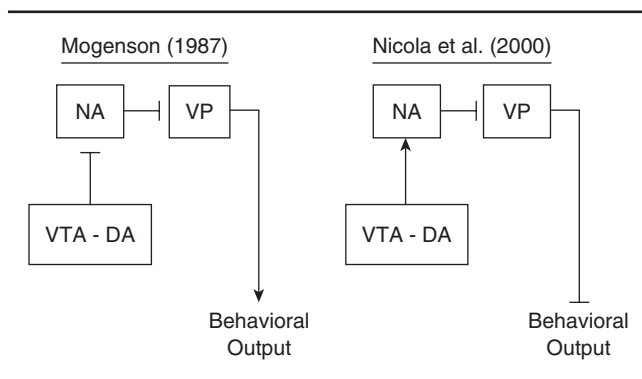 Mogenson (1987)
NA
VP
VTA - DA
Behavioral
Output
Nicola et al. (2000)
NA
VP
VTA - DA
Behavioral
Output